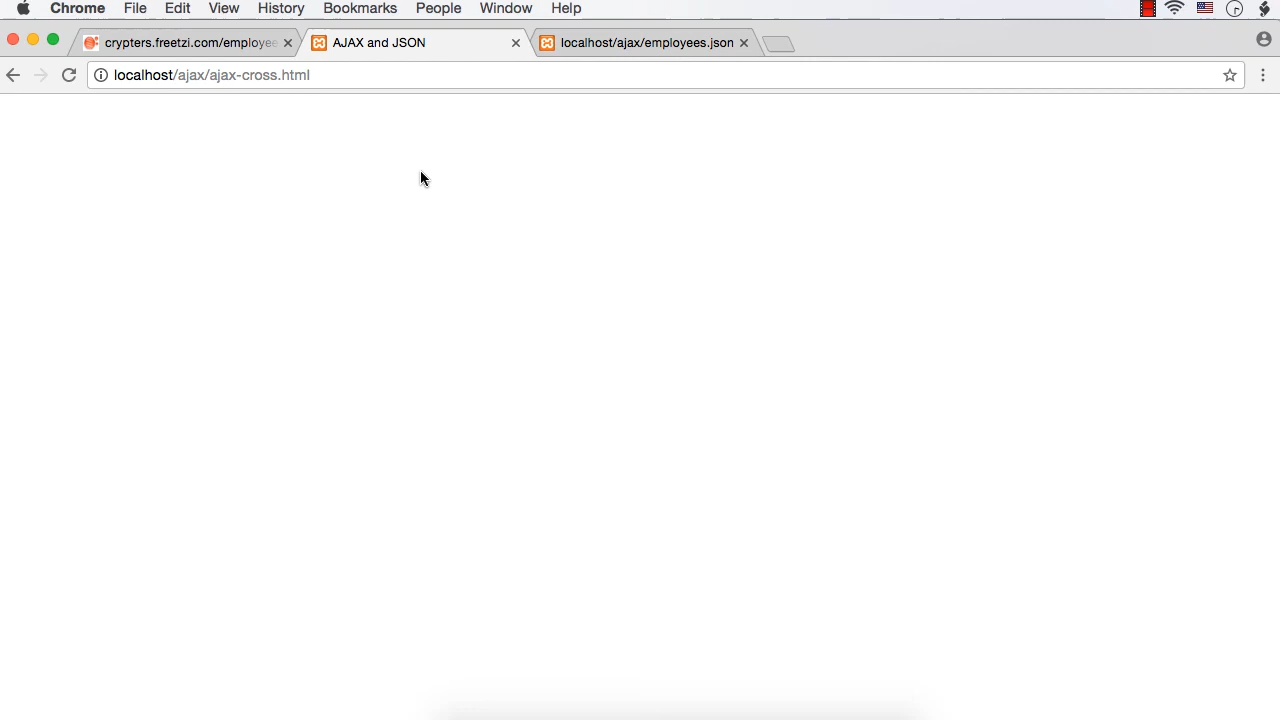 Chrome File Edit View History Bookmarks People Window Help
crypters.freetzi.com/employee AJAX and JSON localhost/ajax/employees.json
localhost/ajax/ajax-cross.html